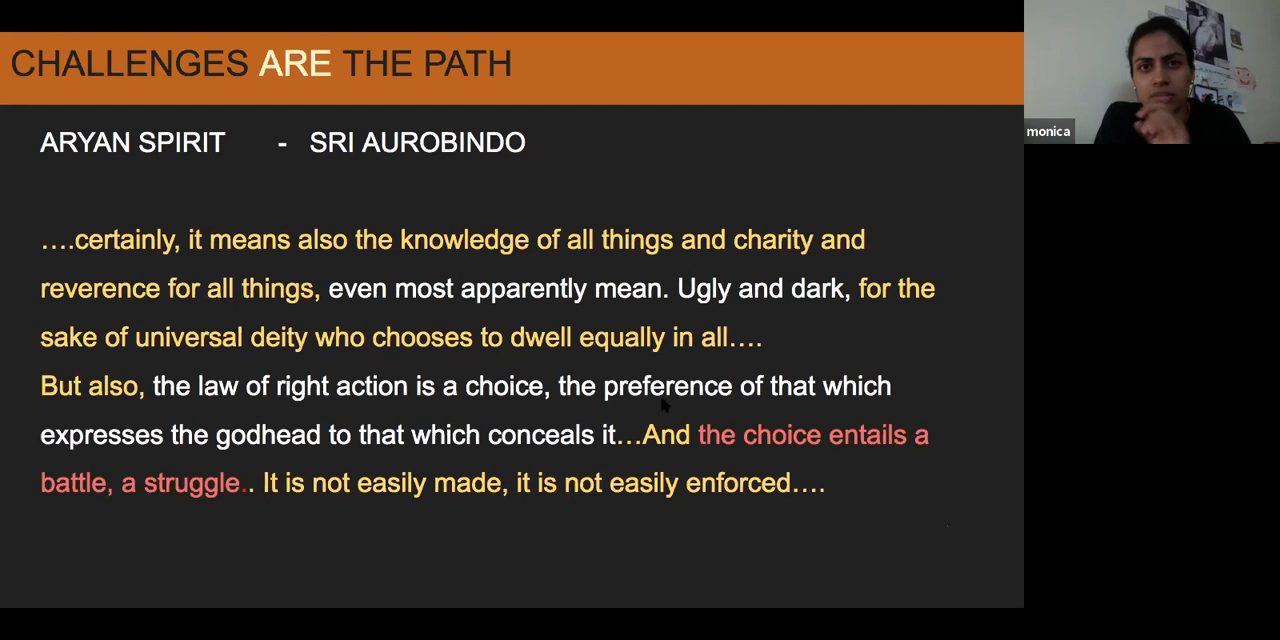 CHALLENGES ARE THE PATH
ARYAN SPIRIT - SRI AUROBINDO
….certainly, it means also the knowledge of all things and charity and
reverence for all things, even most apparently mean. Ugly and dark, for the
sake of universal deity who chooses to dwell equally in all….
But also, the law of right action is a choice, the preference of that which
expresses the godhead to that which conceals it…And the choice entails a
battle, a struggle.. It is not easily made, it is not easily enforced….
monica